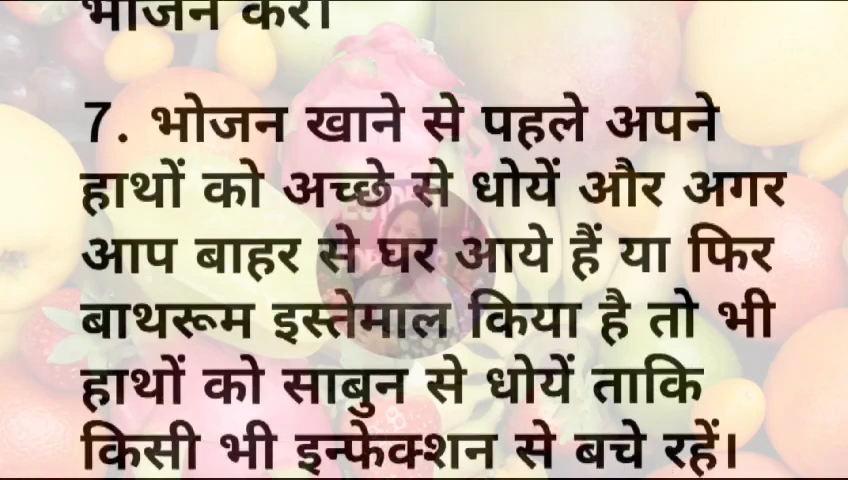 भोजन करें।
7. भोजन खाने से पहले अपने
हाथों को अच्छे से धोयें और अगर
आप बाहर से घर आये हैं या फिर
बाथरूम इस्तेमाल किया है तो भी
हाथों को साबुन से धोयें ताकि
किसी भी इन्फेक्शन से बचे रहें।